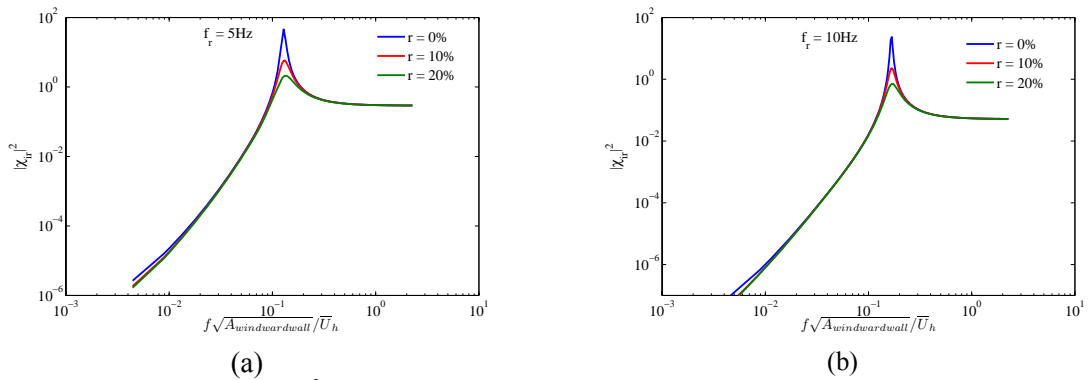 10^2
f_r = 5Hz
r = 0%
r = 10%
r = 20%
10^0
10^-2
10^-4
10^-6
|χ_ir|^2
10^-3
10^-2
10^-1
10^0
10^1
f√A_windwardwall/U̅_h
(a)
10^2
f_r = 10Hz
r = 0%
r = 10%
r = 20%
10^0
10^-2
10^-4
10^-6
|χ_ir|^2
10^-3
10^-2
10^-1
10^0
10^1
f√A_windwardwall/U̅_h
(b)